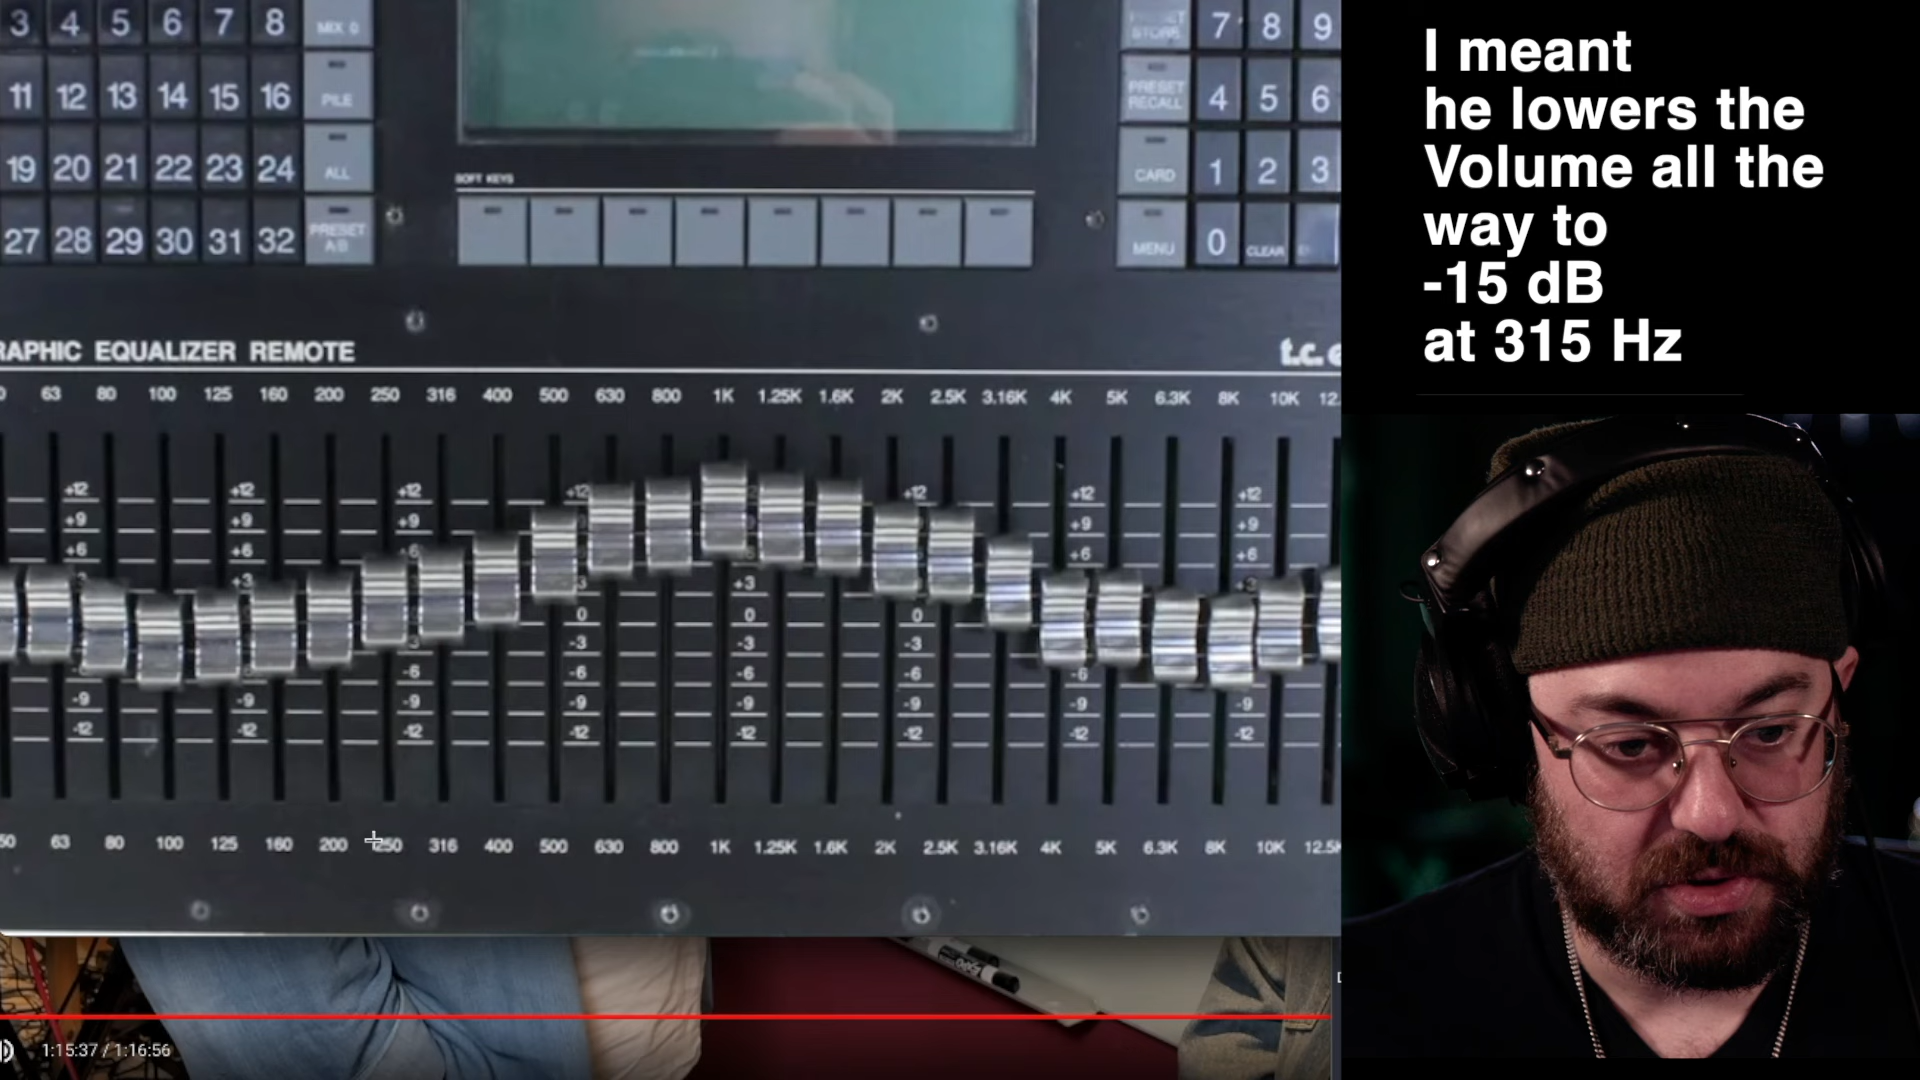 3 4 5 6 7 8 MIX D
PRESET STORE 7 8 9
11 12 13 14 15 16 PILE
PRESET RECALL 4 5 6
19 20 21 22 23 24 ALL
CARD 1 2 3
27 28 29 30 31 32 PRESET A/B
MENU 0 CLEAR
SOFT KEYS
RAPHIC EQUALIZER REMOTE
t.c. e
63 80 100 125 160 200 250 316 400 500 630 800 1K 1.25K 1.6K 2K 2.5K 3.16K 4K 5K 6.3K 8K 10K 12.
+12 +12 +12 +12 +12 +12 +12
+9 +9 +9 +9 +9
+6 +6 +6 +6
+3 +3
0 0 0
-3 -3 -3
-6 -6 -6 -6 -6
-9 -9 -9 -9 -9 -9 -9 -9
-12 -12 -12 -12 -12 -12 -12 -12
50 63 80 100 125 160 200 250 316 400 500 630 800 1K 1.25K 1.6K 2K 2.5K 3.16K 4K 5K 6.3K 8K 10K 12.5K
EXPO
1:15:37 / 1:16:56
I meant
he lowers the
Volume all the
way to
-15 dB
at 315 Hz